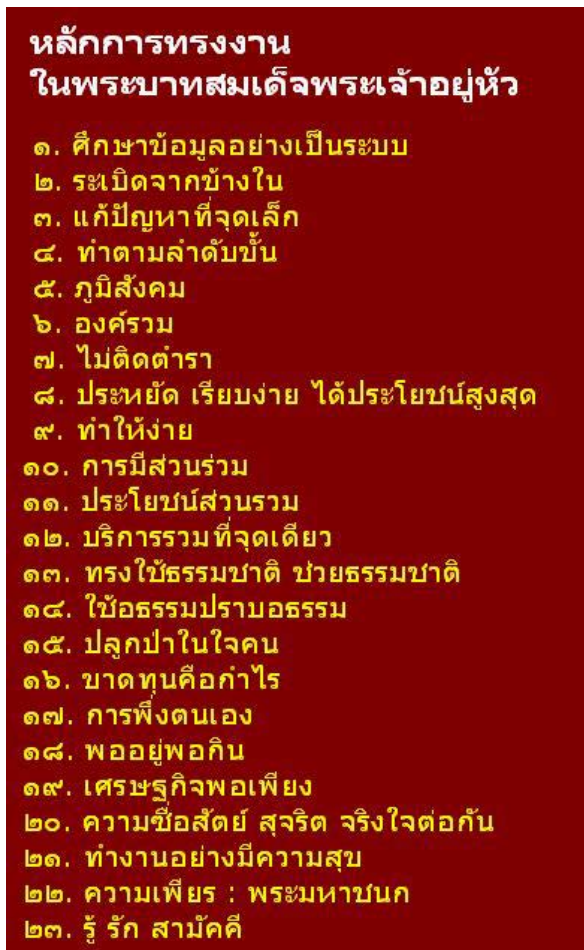 หลักการทรงงาน
ในพระบาทสมเด็จพระเจ้าอยู่หัว
๑. ศึกษาข้อมูลอย่างเป็นระบบ
๒. ระเบิดจากข้างใน
๓. แก้ปัญหาที่จุดเล็ก
๔. ทำตามลำดับขั้น
๕. ภูมิสังคม
๖. องค์รวม
๗. ไม่ติดตำรา
๘. ประหยัด เรียบง่าย ได้ประโยชน์สูงสุด
๙. ทำให้ง่าย
๑๐. การมีส่วนร่วม
๑๑. ประโยชน์ส่วนรวม
๑๒. บริการรวมที่จุดเดียว
๑๓. ทรงใช้ธรรมชาติ ช่วยธรรมชาติ
๑๔. ใช้อธรรมปราบอธรรม
๑๕. ปลูกป่าในใจคน
๑๖. ขาดทุนคือกำไร
๑๗. การพึ่งตนเอง
๑๘. พออยู่พอกิน
๑๙. เศรษฐกิจพอเพียง
๒๐. ความซื่อสัตย์ สุจริต จริงใจต่อกัน
๒๑. ทำงานอย่างมีความสุข
๒๒. ความเพียร : พระมหาชนก
๒๓. รู้ รัก สามัคคี